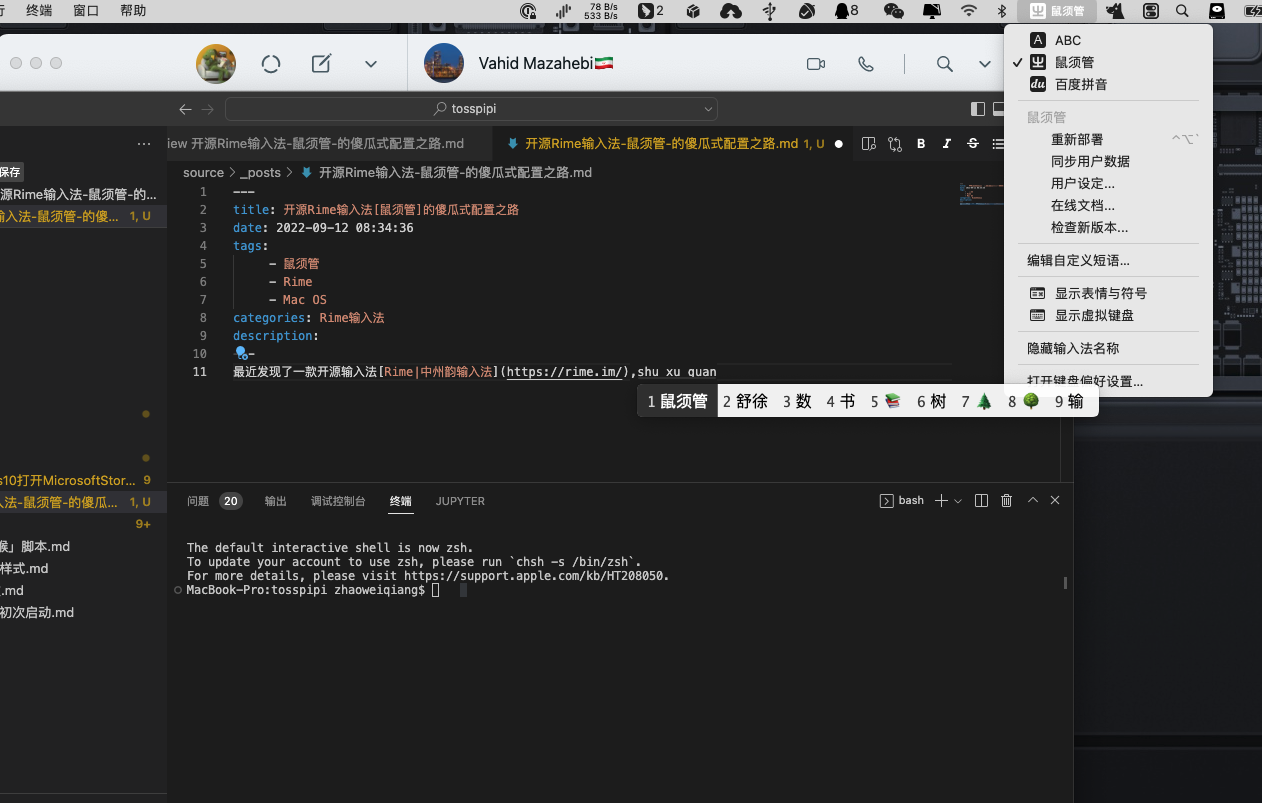 终端 窗口 帮助 78 B/s 533 B/s 2 8 鼠须管
ABC
✓ 鼠须管
du 百度拼音
鼠须管
重新部署 ^⌥`
同步用户数据
用户设定...
在线文档...
检查新版本...
编辑自定义短语...
显示表情与符号
显示虚拟键盘
隐藏输入法名称
打开键盘偏好设置...
Vahid Mazahebi🇮🇷
tosspipi
保存
源Rime输入法-鼠须管-的...
输入法-鼠须管-的傻... 1, U
s10打开MicrosoftStor... 9
入法-鼠须管-的傻瓜... 1, U
9+
」脚本.md
样式.md
.md
初次启动.md
iew 开源Rime输入法-鼠须管-的傻瓜式配置之路.md 开源Rime输入法-鼠须管-的傻瓜式配置之路.md 1, U ●
source > _posts > 开源Rime输入法-鼠须管-的傻瓜式配置之路.md
1 ---
2 title: 开源Rime输入法[鼠须管]的傻瓜式配置之路
3 date: 2022-09-12 08:34:36
4 tags:
5 - 鼠须管
6 - Rime
7 - Mac OS
8 categories: Rime输入法
9 description:
10 ---
11 最近发现了一款开源输入法[Rime|中州韵输入法](https://rime.im/),shu xu guan
1 鼠须管 2 舒徐 3 数 4 书 5 📚 6 树 7 🌲 8 🌳 9 输
问题 20 输出 调试控制台 终端 JUPYTER bash
The default interactive shell is now zsh.
To update your account to use zsh, please run `chsh -s /bin/zsh`.
For more details, please visit https://support.apple.com/kb/HT208050.
MacBook-Pro:tosspipi zhaoweiqiang$